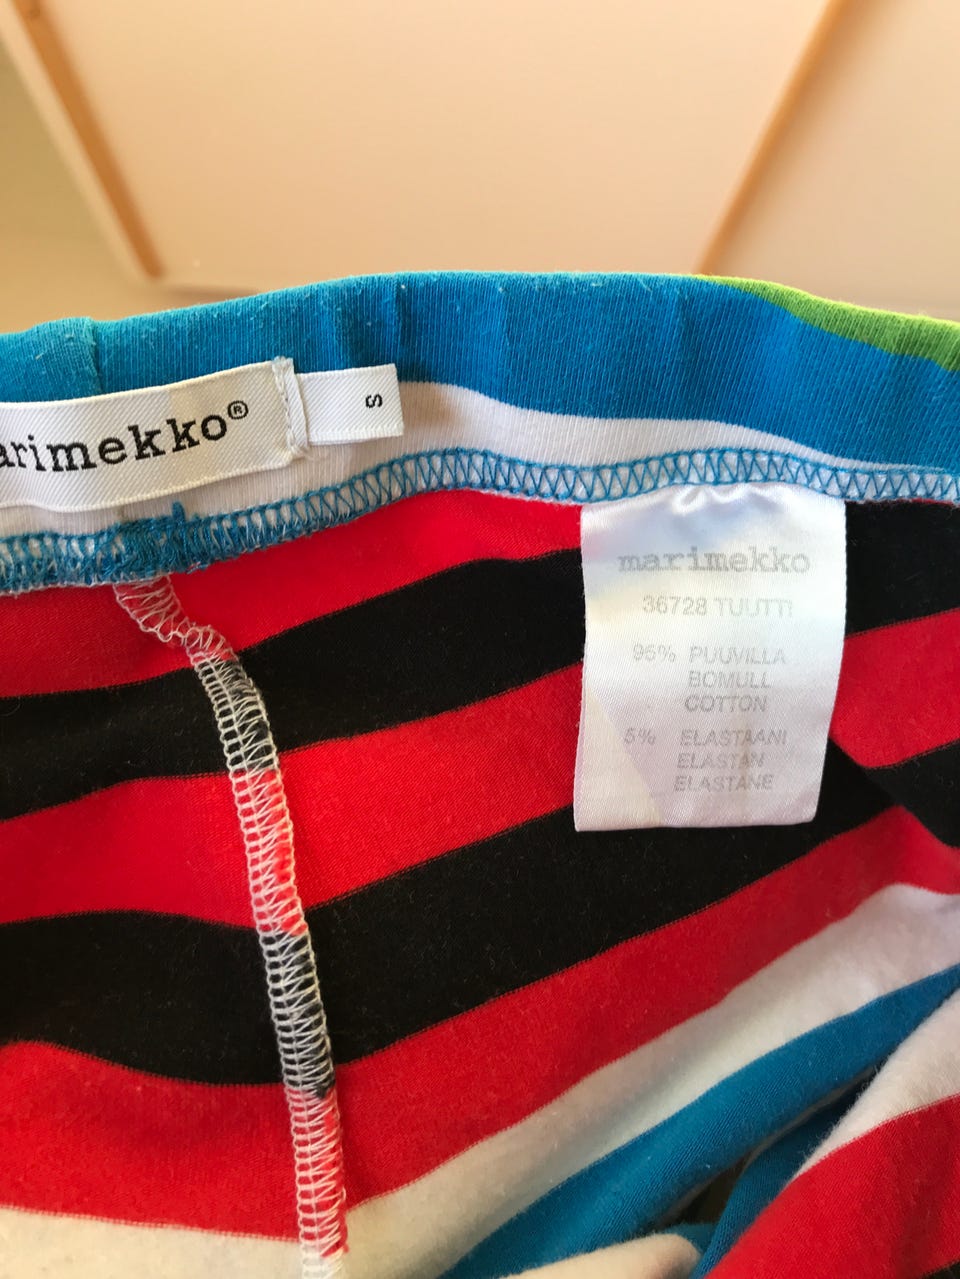 arimekko®
S
marimekko
36728 TUUTTI
95% PUUVILLA
BOMULL
COTTON
5% ELASTAANI
ELASTAN
ELASTANE